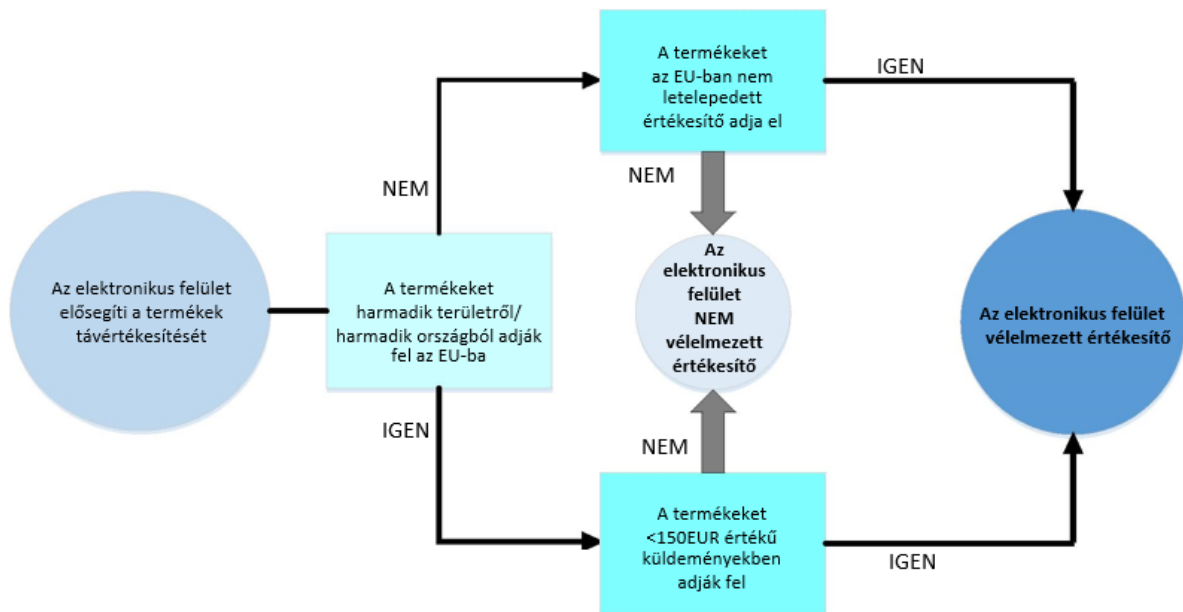 Az elektronikus felület
elősegíti a termékek
távértékesítését
NEM
A termékeket
harmadik területről/
harmadik országból adják
fel az EU-ba
IGEN
A termékeket
az EU-ban nem
letelepedett
értékesítő adja el
IGEN
NEM
Az
elektronikus
felület
NEM
vélelmezett
értékesítő
NEM
A termékeket
<150EUR értékű
küldeményekben
adják fel
IGEN
Az elektronikus felület
vélelmezett értékesítő